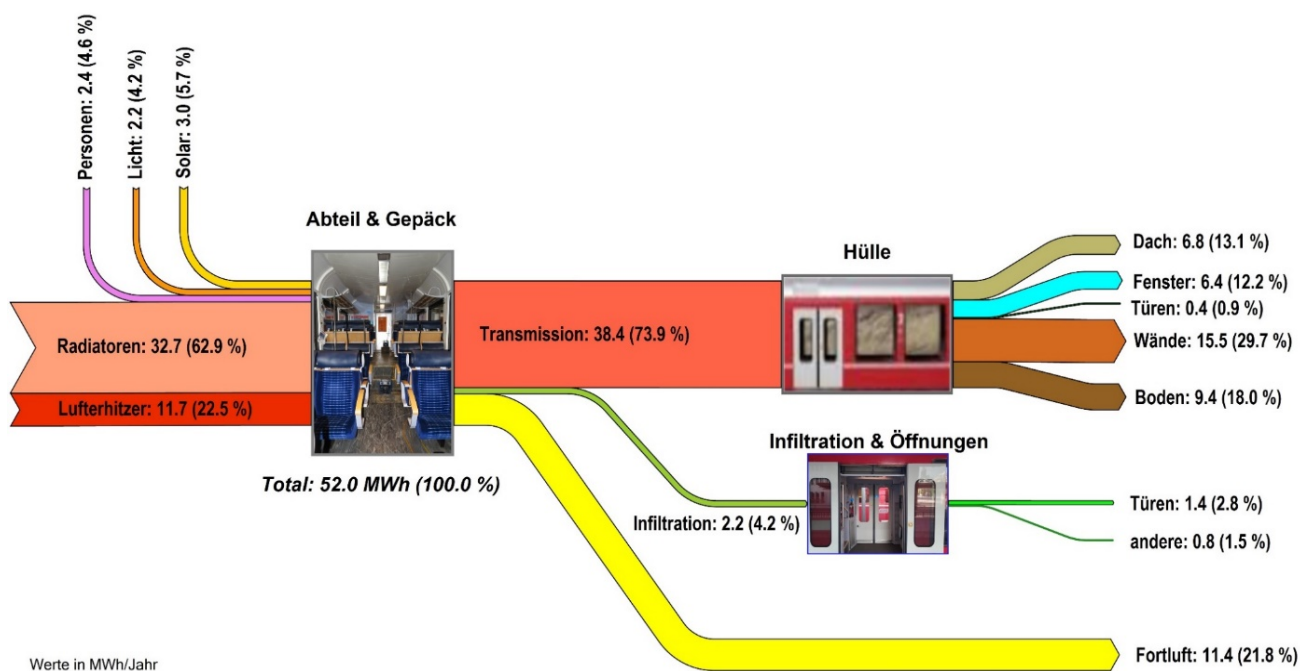 Personen: 2.4 (4.6 %)
Licht: 2.2 (4.2 %)
Solar: 3.0 (5.7 %)
Abteil & Gepäck
Hülle
Dach: 6.8 (13.1 %)
Fenster: 6.4 (12.2 %)
Türen: 0.4 (0.9 %)
Radiatoren: 32.7 (62.9 %)
Transmission: 38.4 (73.9 %)
Wände: 15.5 (29.7 %)
Boden: 9.4 (18.0 %)
Lufterhitzer: 11.7 (22.5 %)
Infiltration & Öffnungen
Total: 52.0 MWh (100.0 %)
Infiltration: 2.2 (4.2 %)
Türen: 1.4 (2.8 %)
andere: 0.8 (1.5 %)
Fortluft: 11.4 (21.8 %)
Werte in MWh/Jahr